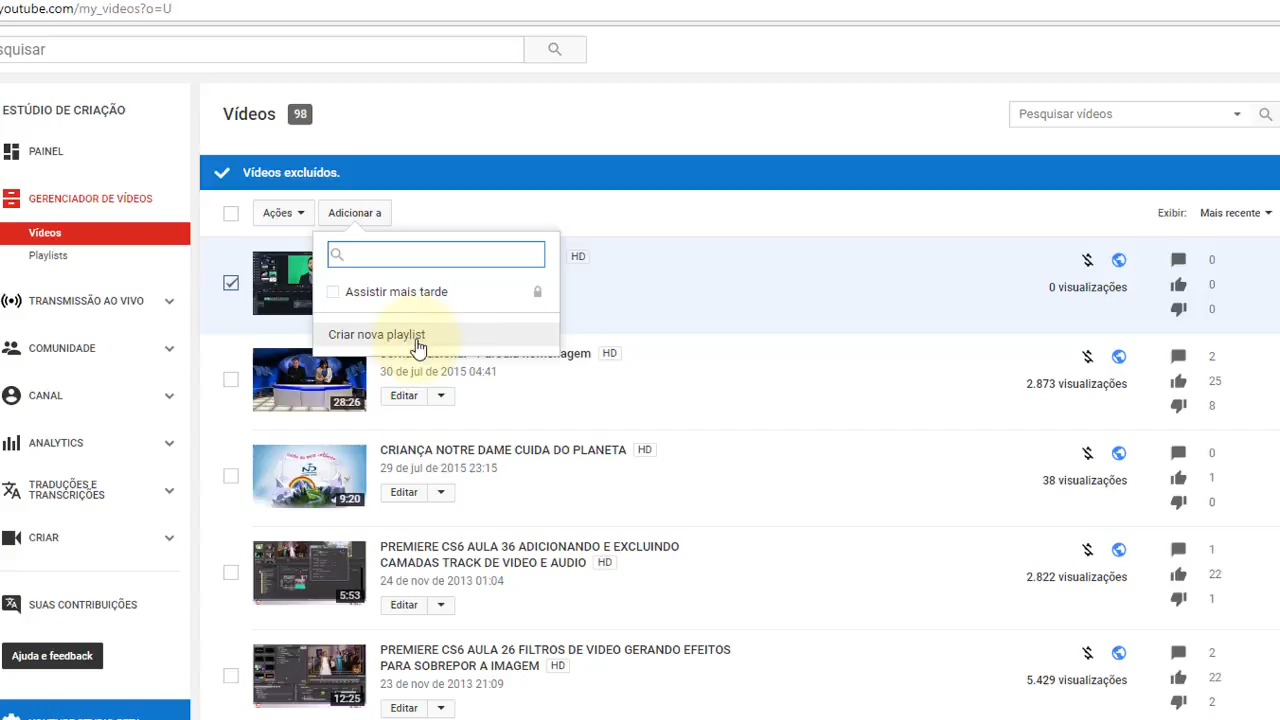 youtube.com/my_videos?o=U
squisar
ESTÚDIO DE CRIAÇÃO
PAINEL
GERENCIADOR DE VÍDEOS
Vídeos
Playlists
TRANSMISSÃO AO VIVO
COMUNIDADE
CANAL
ANALYTICS
TRADUÇÕES E
TRANSCRIÇÕES
CRIAR
SUAS CONTRIBUIÇÕES
Ajuda e feedback
YOUTUBE STUDIO BETA
Vídeos 98
Pesquisar vídeos
Vídeos excluídos.
Ações
Adicionar a
Exibir: Mais recente
Assistir mais tarde
Criar nova playlist
HD
0 visualizações
0
0
0
homenagem HD
30 de jul de 2015 04:41
28:26
Editar
2.873 visualizações
2
25
8
CRIANÇA NOTRE DAME CUIDA DO PLANETA HD
29 de jul de 2015 23:15
9:20
Editar
38 visualizações
0
1
0
PREMIERE CS6 AULA 36 ADICIONANDO E EXCLUINDO
CAMADAS TRACK DE VIDEO E AUDIO HD
24 de nov de 2013 01:04
5:53
Editar
2.822 visualizações
1
22
1
PREMIERE CS6 AULA 26 FILTROS DE VIDEO GERANDO EFEITOS
PARA SOBREPOR A IMAGEM HD
23 de nov de 2013 21:09
12:25
Editar
5.429 visualizações
2
22
2